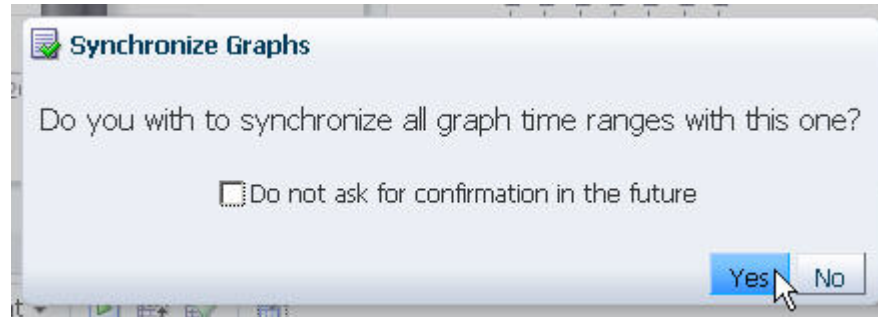 Synchronize Graphs
Do you with to synchronize all graph time ranges with this one?
Do not ask for confirmation in the future
Yes No